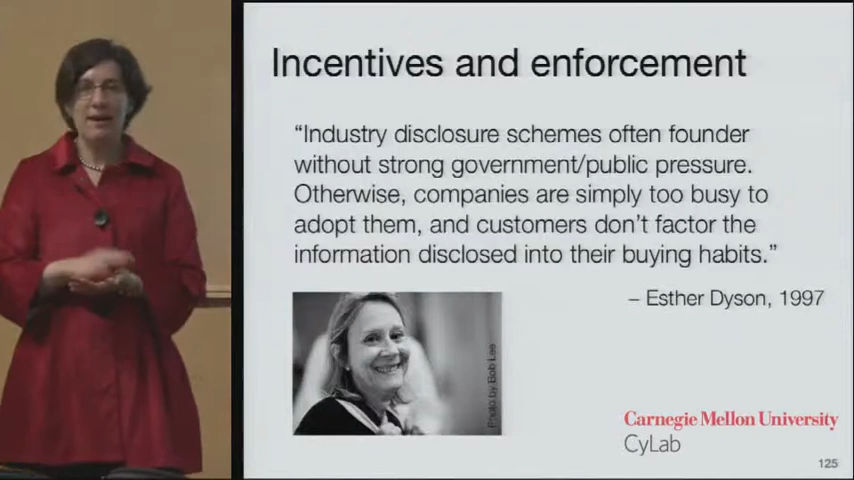 Incentives and enforcement
“Industry disclosure schemes often founder
without strong government/public pressure.
Otherwise, companies are simply too busy to
adopt them, and customers don’t factor the
information disclosed into their buying habits.”
– Esther Dyson, 1997
Photo by Bob Lee
Carnegie Mellon University
CyLab
125